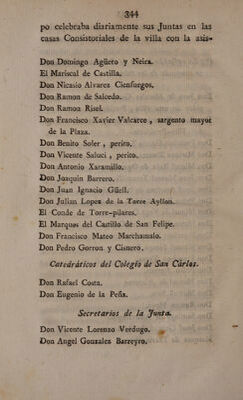 344
po celebraba diariamente sus Juntas en las
casas Consistoriales de la villa con la asis-
Don Domingo Agüero y Neira.
El Mariscal de Castilla.
Don Nicasio Alvarez Cienfuegos.
Don Ramon de Salcedo.
Don Ramon Risel.
Don Francisco Xavier Valcarce, sargento mayor
de la Plaza.
Don Benito Soler, perito.
Don Vicente Saluci, perito.
Don Antonio Xaramillo.
Don Joaquin Barrero.
Don Juan Ignacio Güell.
Don Julian Lopez de la Torre Ayllon.
El Conde de Torre-pilares.
El Marques del Castillo de San Felipe.
Don Francisco Mateo Marchamalo.
Don Pedro Gorron y Cisnero.
Catedráticos del Colegio de San Cárlos.
Don Rafael Costa.
Don Eugenio de la Peña.
Secretarios de la Junta.
Don Vicente Lorenzo Verdugo.
Don Angel Gonzalez Barreyro.